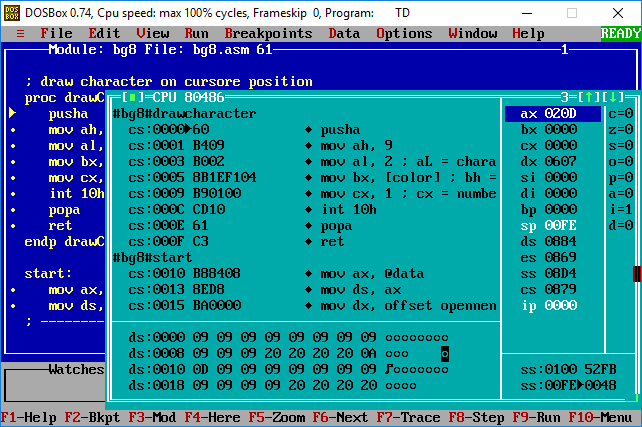 DOSBox 0.74, Cpu speed: max 100% cycles, Frameskip 0, Program: TD
≡ File Edit View Run Breakpoints Data Options Window Help READY
Module: bg8 File: bg8.asm 61 1
; draw character on cursore position
proc drawC
pusha
mov ah,
mov al,
mov bx,
mov cx,
int 10h
popa
ret
endp drawC
start:
mov ax,
mov ds,
; --------
Watches
[■]=CPU 80486 3=[↑][↓]
#bg8#drawcharacter
cs:0000►60 ♦ pusha
cs:0001 B409 ♦ mov ah, 9
cs:0003 B002 ♦ mov al, 2 ; aL = chara
cs:0005 8B1EF104 ♦ mov bx, [color] ; bh =
cs:0009 B90100 ♦ mov cx, 1 ; cx = numbe
cs:000C CD10 ♦ int 10h
cs:000E 61 ♦ popa
cs:000F C3 ♦ ret
#bg8#start
cs:0010 B88408 ♦ mov ax, @data
cs:0013 8ED8 ♦ mov ds, ax
cs:0015 BA0000 ♦ mov dx, offset opennen
ax 020D c=0
bx 0000 z=0
cx 0000 s=0
dx 0607 o=0
si 0000 p=0
di 0000 a=0
bp 0000 i=1
sp 00FE d=0
ds 0884
es 0869
ss 08D4
cs 0879
ip 0000
ds:0000 09 09 09 09 09 09 09 09 ○○○○○○○○
ds:0008 09 09 09 20 20 20 20 0A ○○○ ◙
ds:0010 0D 09 09 09 09 09 09 09 ♪○○○○○○○
ds:0018 09 09 09 09 20 20 20 20 ○○○○
ss:0100 52FB
ss:00FE►0048
F1-Help F2-Bkpt F3-Mod F4-Here F5-Zoom F6-Next F7-Trace F8-Step F9-Run F10-Menu